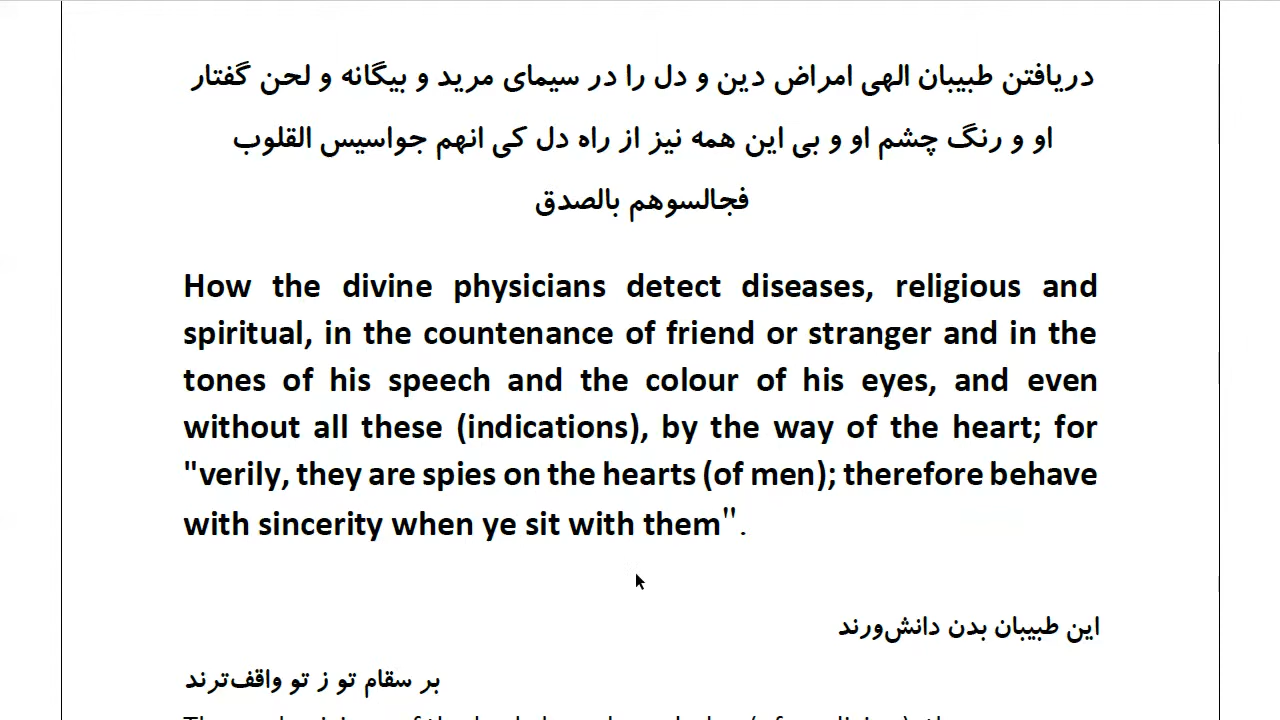 دریافتن طبیبان الهی امراض دین و دل را در سیمای مرید و بیگانه و لحن گفتار
او و رنگ چشم او و بی این همه نیز از راه دل کی انهم جواسیس القلوب
فجالسوهم بالصدق
How the divine physicians detect diseases, religious and
spiritual, in the countenance of friend or stranger and in the
tones of his speech and the colour of his eyes, and even
without all these (indications), by the way of the heart; for
"verily, they are spies on the hearts (of men); therefore behave
with sincerity when ye sit with them".
این طبیبان بدن دانش‌ورند
بر سقام تو ز تو واقف‌ترند